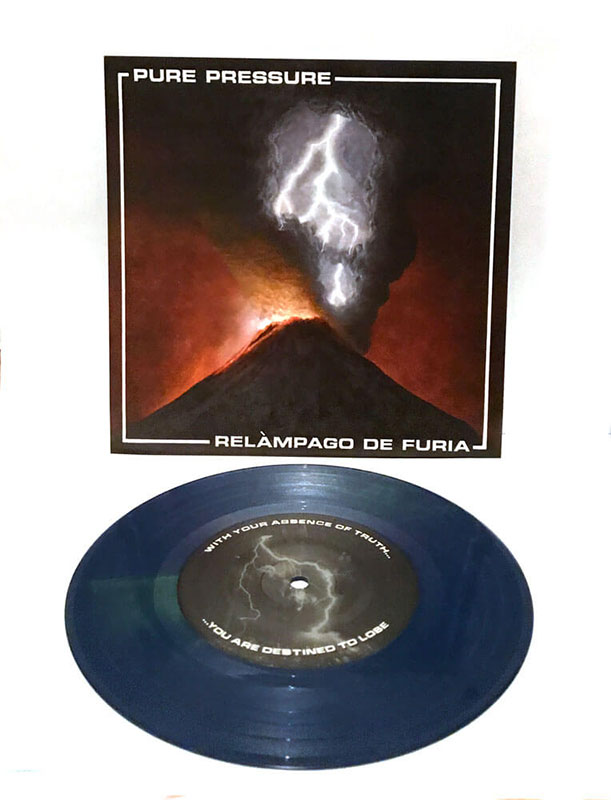 PURE PRESSURE
RELÀMPAGO DE FURIA
WITH YOUR ABSENCE OF TRUTH...
...YOU ARE DESTINED TO LOSE